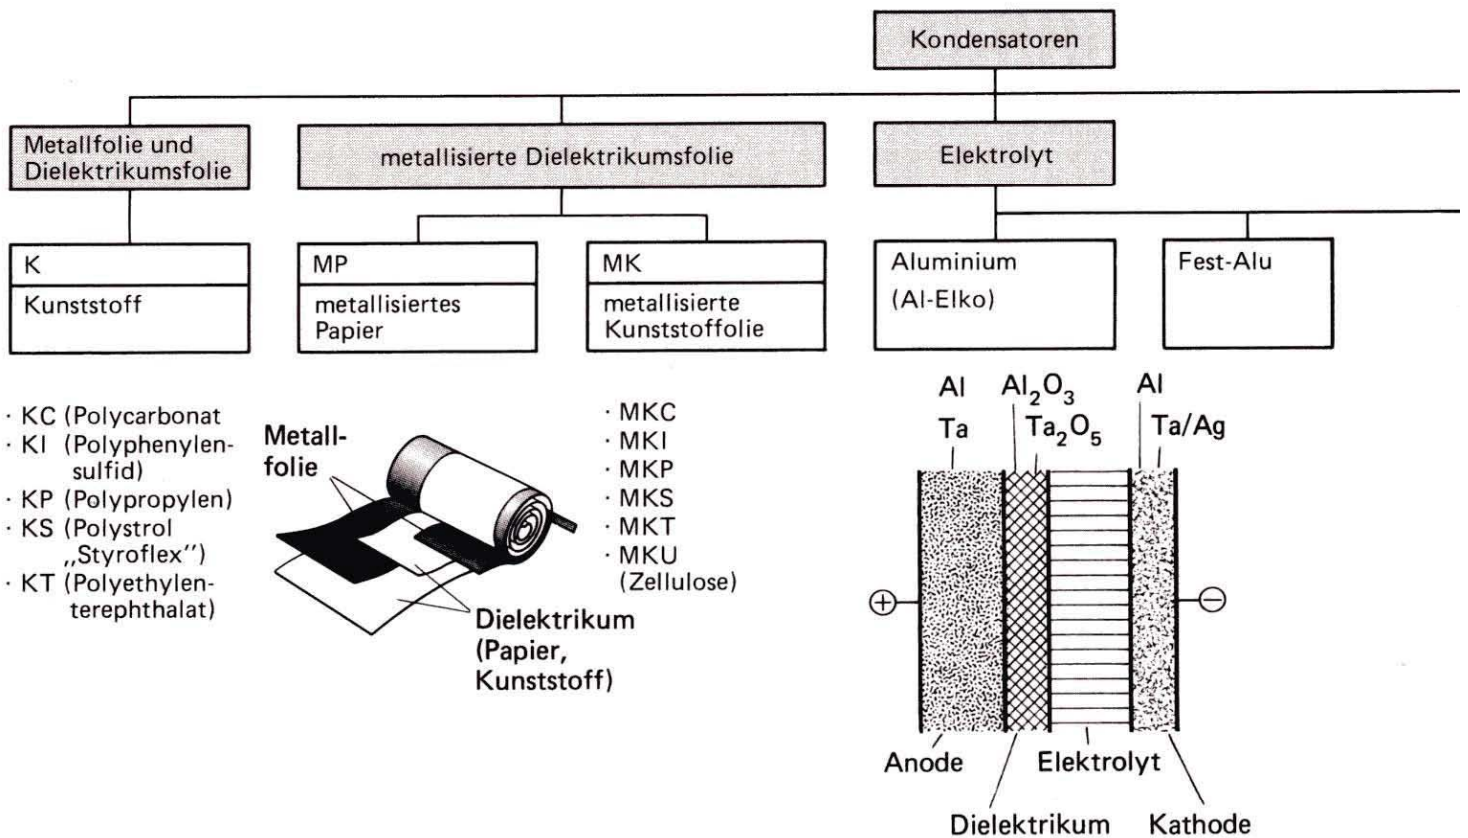 Kondensatoren
Metallfolie und
Dielektrikumsfolie
metallisierte Dielektrikumsfolie
Elektrolyt
K
Kunststoff
MP
metallisiertes
Papier
MK
metallisierte
Kunststoffolie
Aluminium
(Al-Elko)
Fest-Alu
· KC (Polycarbonat
· KI (Polyphenylen-
sulfid)
· KP (Polypropylen)
· KS (Polystrol
„Styroflex")
· KT (Polyethylen-
terephthalat)
Metall-
folie
Dielektrikum
(Papier,
Kunststoff)
· MKC
· MKI
· MKP
· MKS
· MKT
· MKU
(Zellulose)
Al Al₂O₃ Al
Ta Ta₂O₅ Ta/Ag
+ −
Anode Elektrolyt
Dielektrikum Kathode